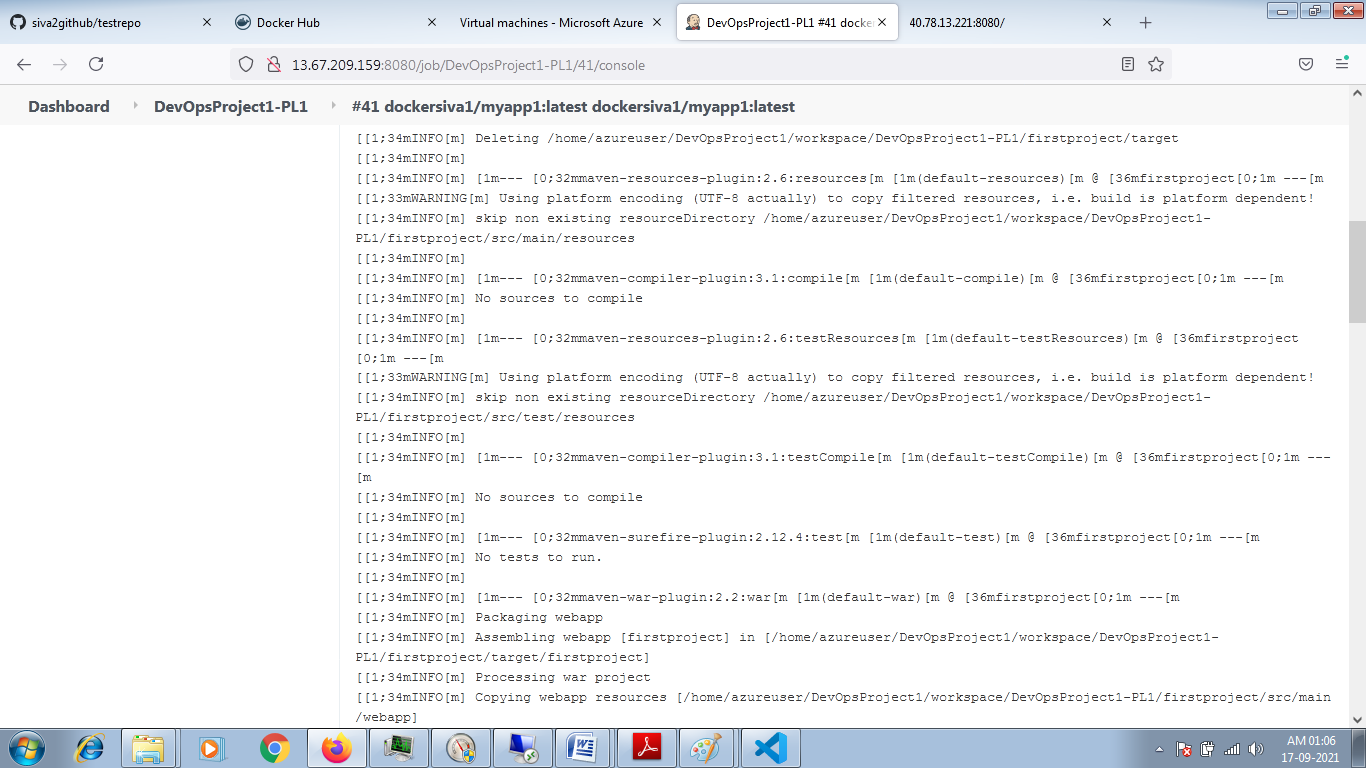 siva2github/testrepo
Docker Hub
Virtual machines - Microsoft Azure
DevOpsProject1-PL1 #41 docke
40.78.13.221:8080/
13.67.209.159:8080/job/DevOpsProject1-PL1/41/console
Dashboard
DevOpsProject1-PL1
#41 dockersiva1/myapp1:latest dockersiva1/myapp1:latest
[[1;34mINFO[m] Deleting /home/azureuser/DevOpsProject1/workspace/DevOpsProject1-PL1/firstproject/target
[[1;34mINFO[m]
[[1;34mINFO[m] [1m--- [0;32mmaven-resources-plugin:2.6:resources[m [1m(default-resources)[m @ [36mfirstproject[0;1m ---[m
[[1;33mWARNING[m] Using platform encoding (UTF-8 actually) to copy filtered resources, i.e. build is platform dependent!
[[1;34mINFO[m] skip non existing resourceDirectory /home/azureuser/DevOpsProject1/workspace/DevOpsProject1-
PL1/firstproject/src/main/resources
[[1;34mINFO[m]
[[1;34mINFO[m] [1m--- [0;32mmaven-compiler-plugin:3.1:compile[m [1m(default-compile)[m @ [36mfirstproject[0;1m ---[m
[[1;34mINFO[m] No sources to compile
[[1;34mINFO[m]
[[1;34mINFO[m] [1m--- [0;32mmaven-resources-plugin:2.6:testResources[m [1m(default-testResources)[m @ [36mfirstproject
[0;1m ---[m
[[1;33mWARNING[m] Using platform encoding (UTF-8 actually) to copy filtered resources, i.e. build is platform dependent!
[[1;34mINFO[m] skip non existing resourceDirectory /home/azureuser/DevOpsProject1/workspace/DevOpsProject1-
PL1/firstproject/src/test/resources
[[1;34mINFO[m]
[[1;34mINFO[m] [1m--- [0;32mmaven-compiler-plugin:3.1:testCompile[m [1m(default-testCompile)[m @ [36mfirstproject[0;1m ---
[m
[[1;34mINFO[m] No sources to compile
[[1;34mINFO[m]
[[1;34mINFO[m] [1m--- [0;32mmaven-surefire-plugin:2.12.4:test[m [1m(default-test)[m @ [36mfirstproject[0;1m ---[m
[[1;34mINFO[m] No tests to run.
[[1;34mINFO[m]
[[1;34mINFO[m] [1m--- [0;32mmaven-war-plugin:2.2:war[m [1m(default-war)[m @ [36mfirstproject[0;1m ---[m
[[1;34mINFO[m] Packaging webapp
[[1;34mINFO[m] Assembling webapp [firstproject] in [/home/azureuser/DevOpsProject1/workspace/DevOpsProject1-
PL1/firstproject/target/firstproject]
[[1;34mINFO[m] Processing war project
[[1;34mINFO[m] Copying webapp resources [/home/azureuser/DevOpsProject1/workspace/DevOpsProject1-PL1/firstproject/src/main
/webapp]
AM 01:06
17-09-2021